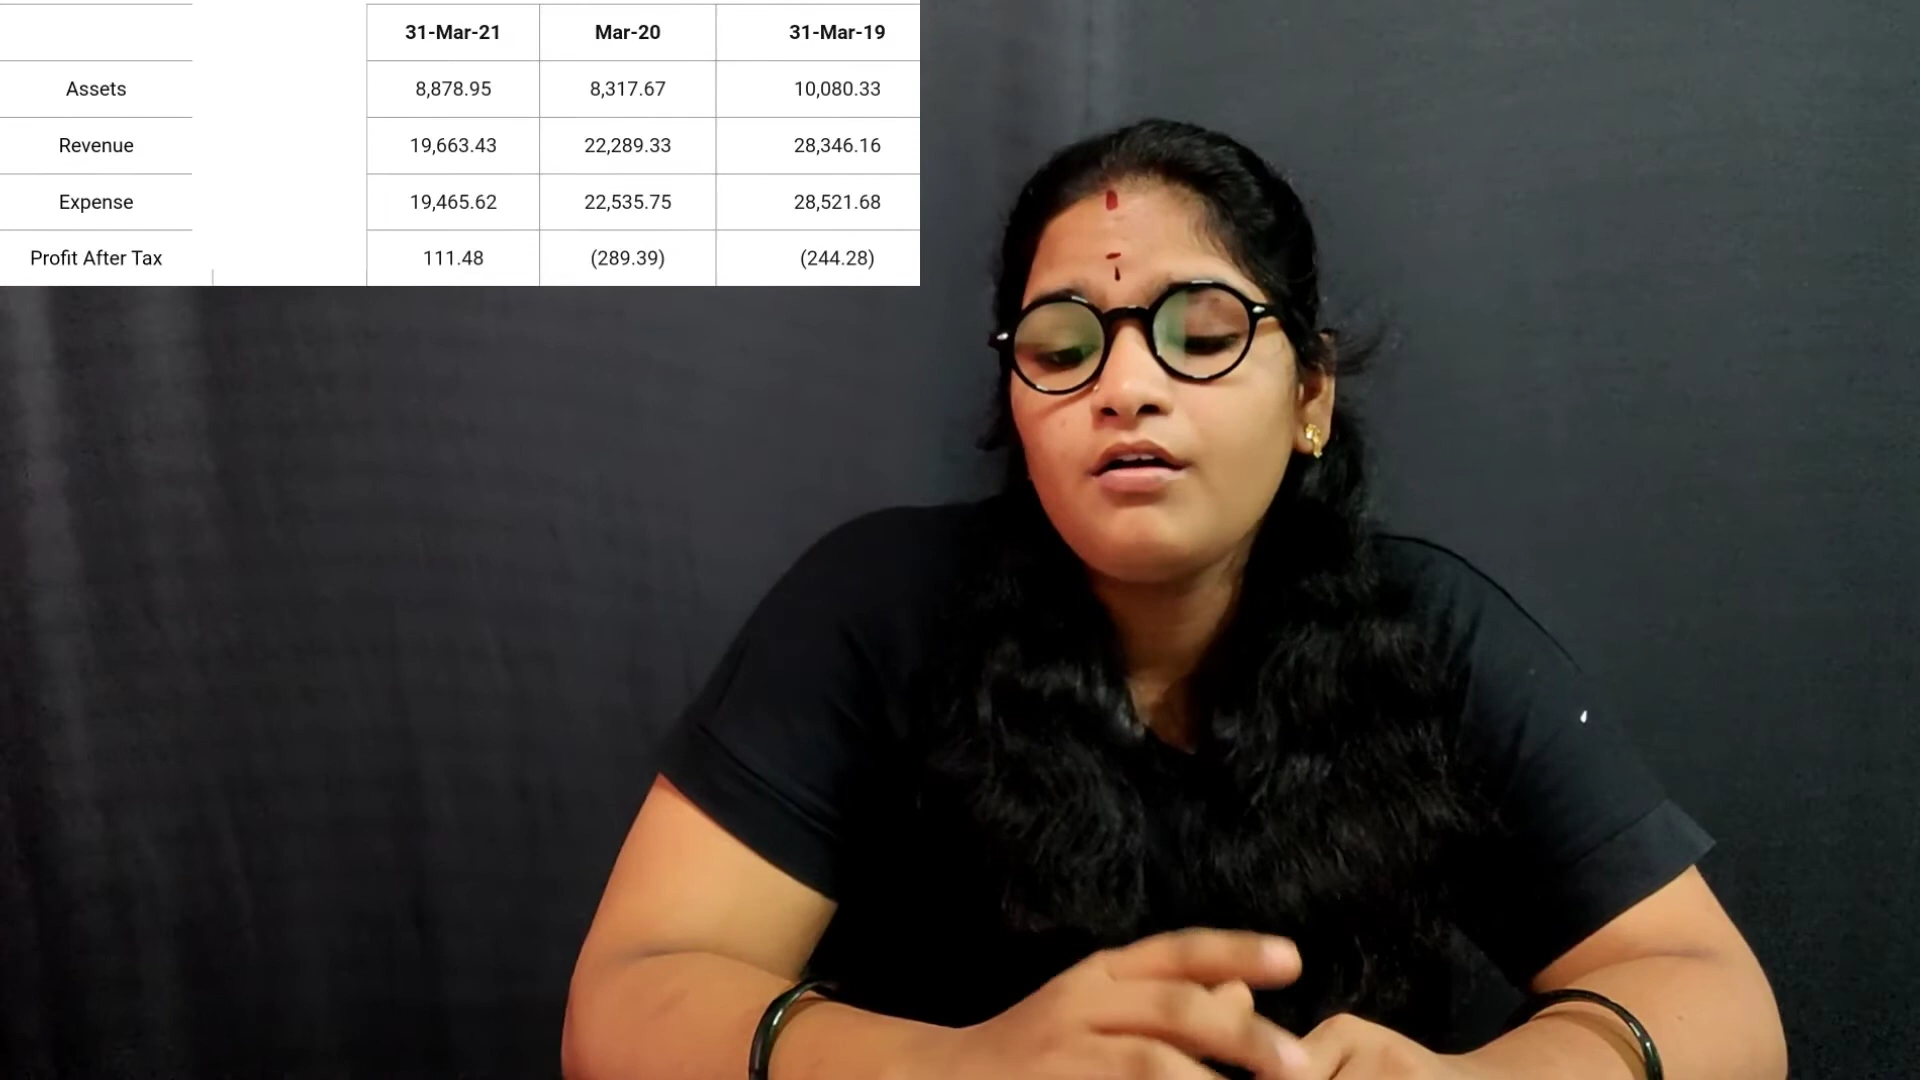 31-Mar-21 Mar-20 31-Mar-19
Assets 8,878.95 8,317.67 10,080.33
Revenue 19,663.43 22,289.33 28,346.16
Expense 19,465.62 22,535.75 28,521.68
Profit After Tax 111.48 (289.39) (244.28)